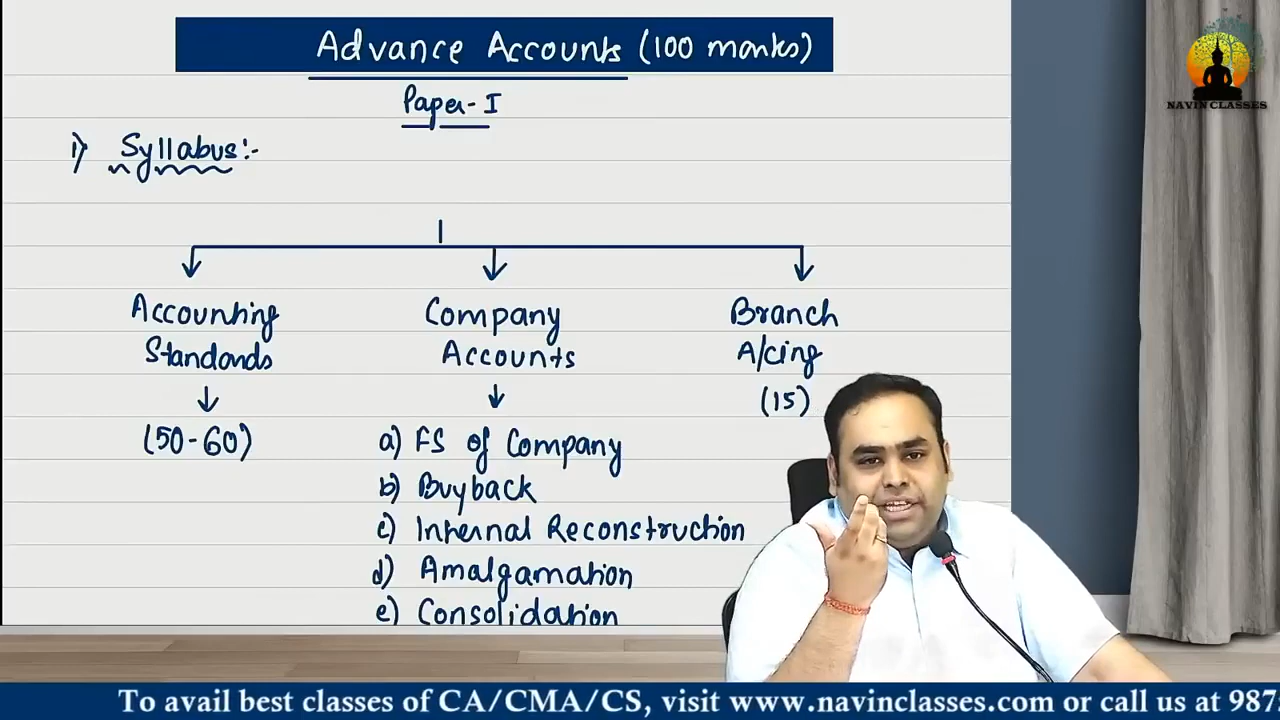 Advance Accounts (100 marks)
Paper-I
NAVIN CLASSES
1) Syllabus:-
Accounting Standards
(50-60)
Company Accounts
a) FS of Company
b) Buyback
c) Internal Reconstruction
d) Amalgamation
e) Consolidation
Branch A/cing
(15)
To avail best classes of CA/CMA/CS, visit www.navinclasses.com or call us at 987